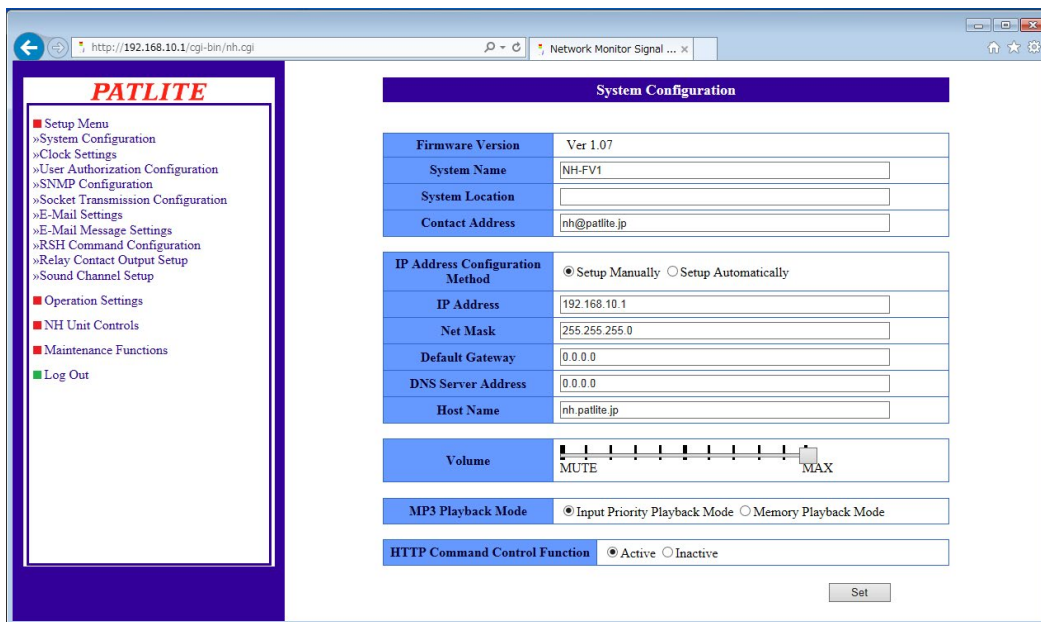 http://192.168.10.1/cgi-bin/nh.cgi
Network Monitor Signal ...
PATLITE
Setup Menu
»System Configuration
»Clock Settings
»User Authorization Configuration
»SNMP Configuration
»Socket Transmission Configuration
»E-Mail Settings
»E-Mail Message Settings
»RSH Command Configuration
»Relay Contact Output Setup
»Sound Channel Setup
Operation Settings
NH Unit Controls
Maintenance Functions
Log Out
System Configuration
Firmware Version Ver 1.07
System Name NH-FV1
System Location
Contact Address nh@patlite.jp
IP Address Configuration
Method
Setup Manually Setup Automatically
IP Address 192.168.10.1
Net Mask 255.255.255.0
Default Gateway 0.0.0.0
DNS Server Address 0.0.0.0
Host Name nh.patlite.jp
Volume
MUTE MAX
MP3 Playback Mode Input Priority Playback Mode Memory Playback Mode
HTTP Command Control Function Active Inactive
Set